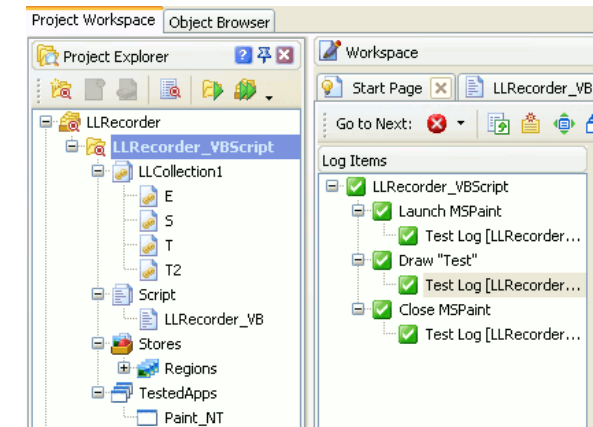 Project Workspace
Object Browser
Project Explorer
LLRecorder
LLRecorder_VBScript
LLCollection1
E
S
T
T2
Script
LLRecorder_VB
Stores
Regions
TestedApps
Paint_NT
Workspace
Start Page
LLRecorder_VB
Go to Next:
Log Items
LLRecorder_VBScript
Launch MSPaint
Test Log [LLRecorder...
Draw "Test"
Test Log [LLRecorder...
Close MSPaint
Test Log [LLRecorder...